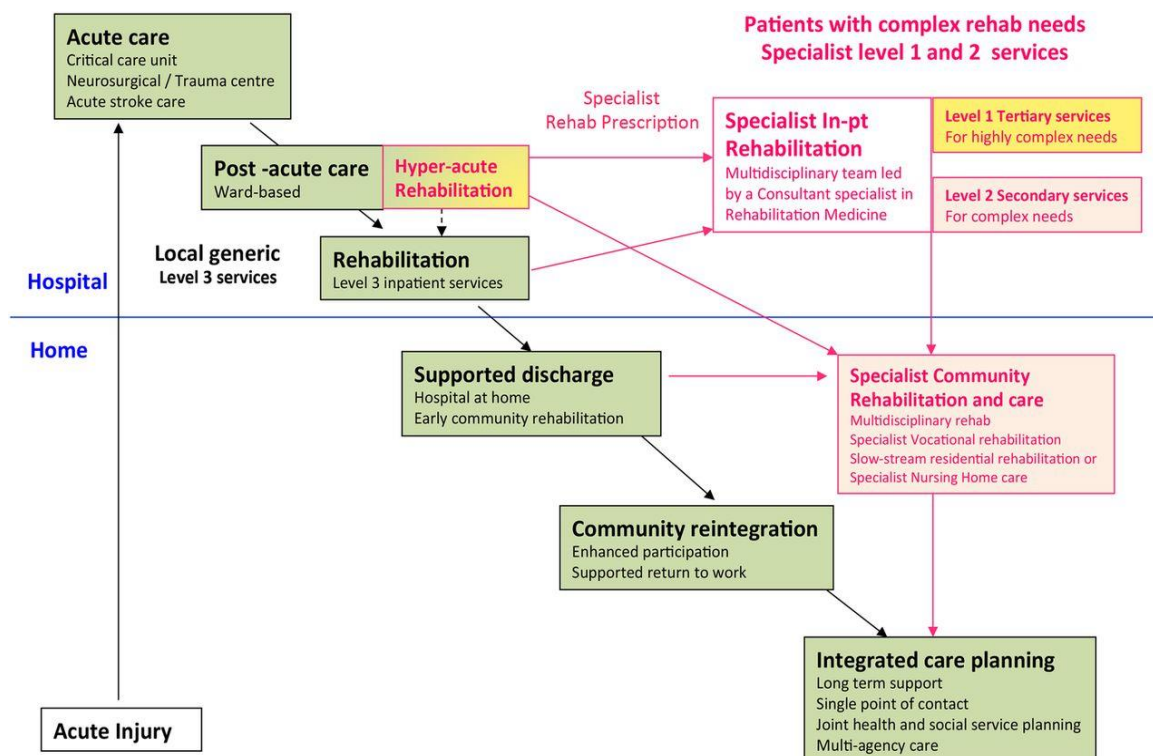 Patients with complex rehab needs
Specialist level 1 and 2 services
Acute care
Critical care unit
Neurosurgical / Trauma centre
Acute stroke care
Specialist
Rehab Prescription
Specialist In-pt
Rehabilitation
Multidisciplinary team led
by a Consultant specialist in
Rehabilitation Medicine
Level 1 Tertiary services
For highly complex needs
Level 2 Secondary services
For complex needs
Post -acute care
Ward-based
Hyper-acute
Rehabilitation
Local generic
Level 3 services
Rehabilitation
Level 3 inpatient services
Hospital
Home
Supported discharge
Hospital at home
Early community rehabilitation
Specialist Community
Rehabilitation and care
Multidisciplinary rehab
Specialist Vocational rehabilitation
Slow-stream residential rehabilitation or
Specialist Nursing Home care
Community reintegration
Enhanced participation
Supported return to work
Integrated care planning
Long term support
Single point of contact
Joint health and social service planning
Multi-agency care
Acute Injury